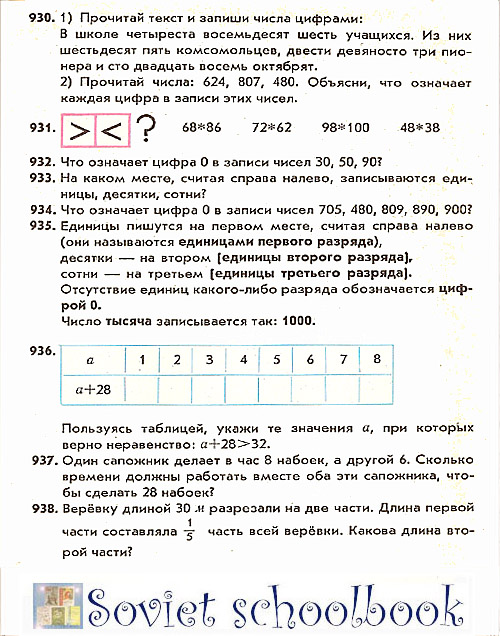 930. 1) Прочитай текст и запиши числа цифрами:
В школе четыреста восемьдесят шесть учащихся. Из них
шестьдесят пять комсомольцев, двести девяносто три пио-
нера и сто двадцать восемь октябрят.
2) Прочитай числа: 624, 807, 480. Объясни, что означает
каждая цифра в записи этих чисел.
931. > < ? 68*86 72*62 98*100 48*38
932. Что означает цифра 0 в записи чисел 30, 50, 90?
933. На каком месте, считая справа налево, записываются еди-
ницы, десятки, сотни?
934. Что означает цифра 0 в записи чисел 705, 480, 809, 890, 900?
935. Единицы пишутся на первом месте, считая справа налево
(они называются единицами первого разряда),
десятки — на втором (единицы второго разряда),
сотни — на третьем (единицы третьего разряда).
Отсутствие единиц какого-либо разряда обозначается циф-
рой 0.
Число тысяча записывается так: 1000.
936. a 1 2 3 4 5 6 7 8
a+28
Пользуясь таблицей, укажи те значения a, при которых
верно неравенство: a+28>32.
937. Один сапожник делает в час 8 набоек, а другой 6. Сколько
времени должны работать вместе оба эти сапожника, что-
бы сделать 28 набоек?
938. Верёвку длиной 30 м разрезали на две части. Длина первой
части составляла 1/5 часть всей верёвки. Какова длина вто-
рой части?
Soviet schoolbook